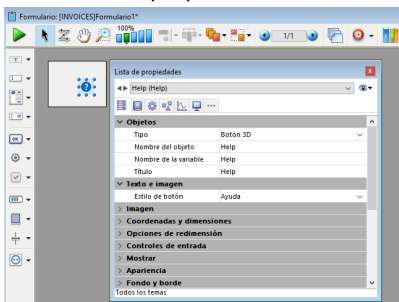 Formulario: [INVOICES]Formulario1*
100%
1/1
Lista de propiedades
Help (Help)
Objetos
Tipo Botón 3D
Nombre del objeto Help
Nombre de la variable Help
Título Help
Texto e imagen
Estilo de botón Ayuda
Imagen
Coordenadas y dimensiones
Opciones de redimensión
Controles de entrada
Mostrar
Apariencia
Fondo y borde
Todos los temas